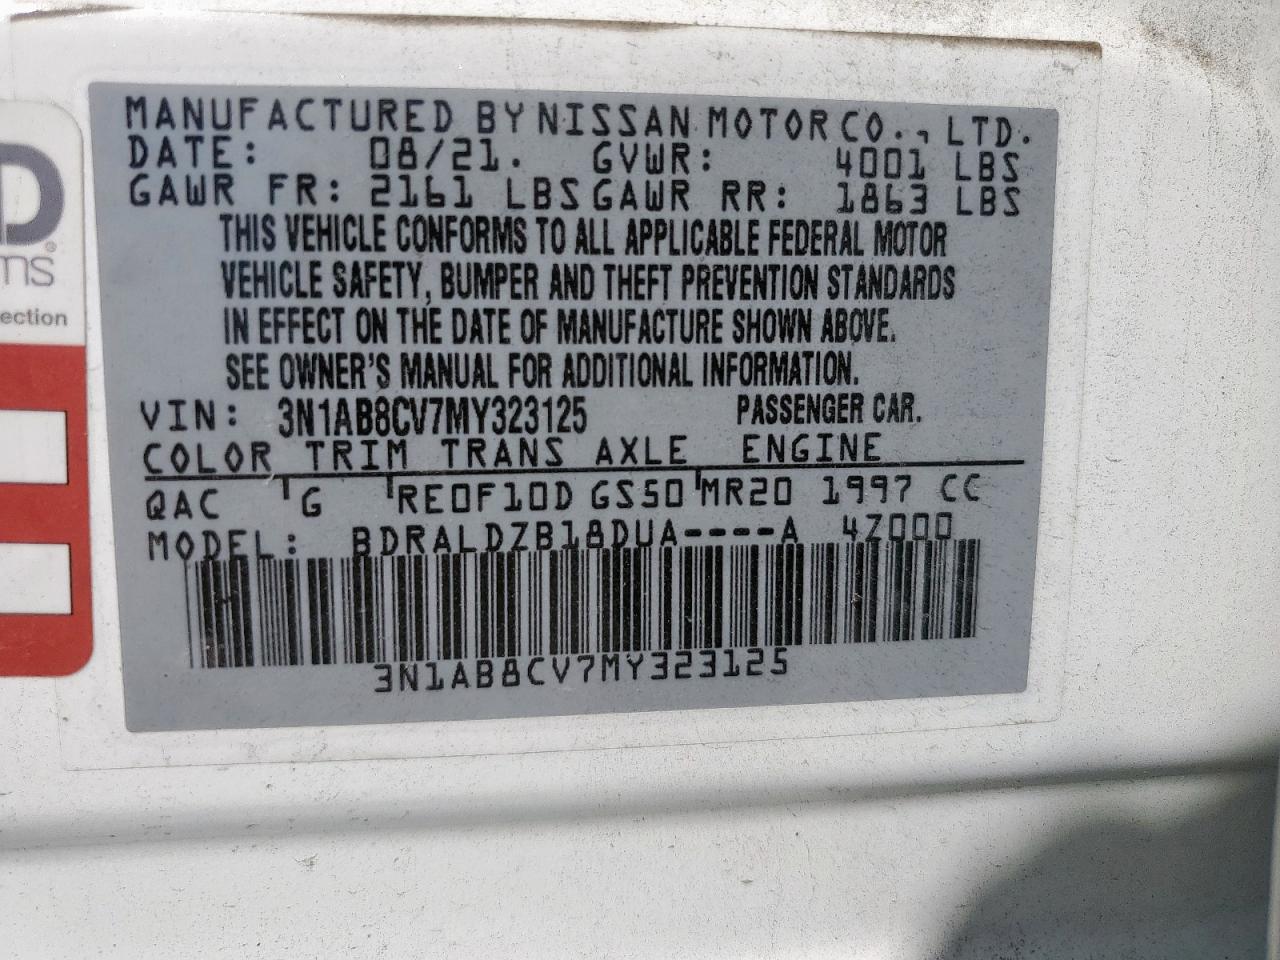 MANUFACTURED BY NISSAN MOTOR CO., LTD.
DATE: 08/21. GVWR: 4001 LBS
GAWR FR: 2161 LBS GAWR RR: 1863 LBS
THIS VEHICLE CONFORMS TO ALL APPLICABLE FEDERAL MOTOR
VEHICLE SAFETY, BUMPER AND THEFT PREVENTION STANDARDS
IN EFFECT ON THE DATE OF MANUFACTURE SHOWN ABOVE.
SEE OWNER'S MANUAL FOR ADDITIONAL INFORMATION.
VIN: 3N1AB8CV7MY323125 PASSENGER CAR.
COLOR TRIM TRANS AXLE ENGINE
QAC G RE0F10D GS50 MR20 1997 CC
MODEL: BDRALDZB18DUA----A 4Z000
3N1AB8CV7MY323125